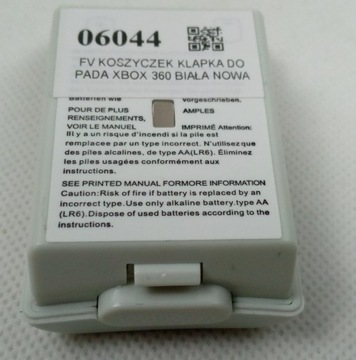 06044
FV KOSZYCZEK KLAPKA DO
PADA XBOX 360 BIAŁA NOWA
Batterien wie vorgeschrieben.
POUR DE PLUS AMPLES
RENSEIGNEMENTS,
VOIR LE MANUEL IMPRIMÉ Attention:
Il y a un risque d'incendi si la pile est
remplacee par un type incorrect. N'utilisez que
des piles alcalines, de type AA(LR6). Éliminez
les piles usagées conformément aux
instructions.
SEE PRINTED MANUAL FORMORE INFORMATION
Caution:Risk of fire if battery is replaced by an
incorrect type.Use only alkaline battery,type AA
(LR6).Dispose of used batteries according to the
instructions.